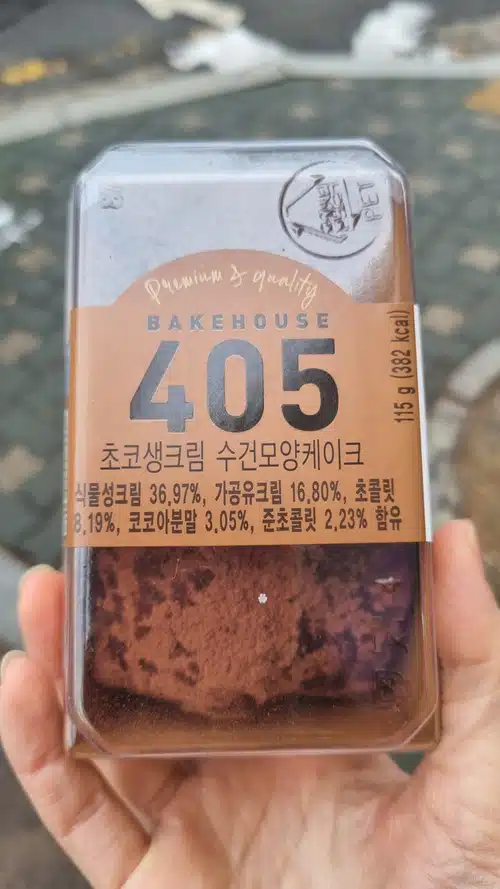 PET
Premium & quality
BAKEHOUSE
405
115 g (382 kcal)
초코생크림 수건모양케이크
식물성크림 36.97%, 가공유크림 16.80%, 초콜릿
8.19%, 코코아분말 3.05%, 준초콜릿 2.23% 함유